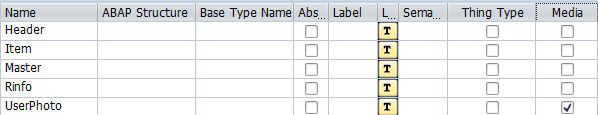 Name ABAP Structure Base Type Name Abs... Label L... Sema... Thing Type Media
Header T
Item T
Master T
Rinfo T
UserPhoto T